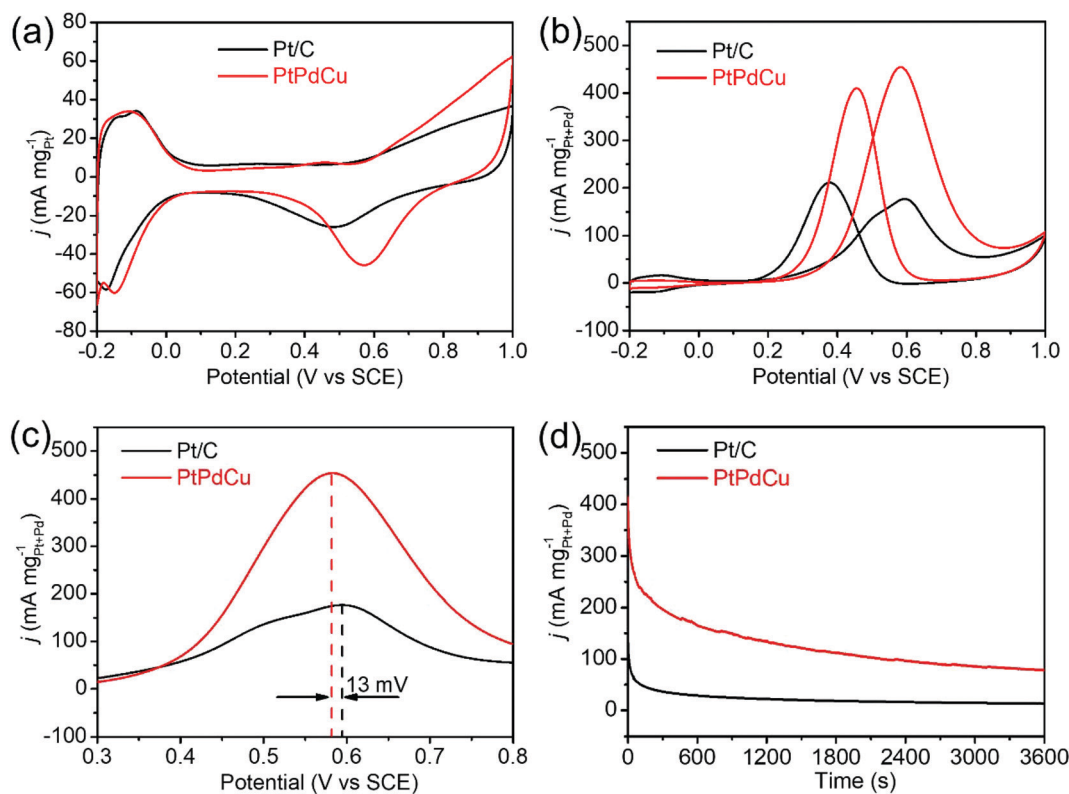 (a)
Pt/C
PtPdCu
j (mA mg⁻¹Pt)
80
60
40
20
0
-20
-40
-60
-80
-0.2 0.0 0.2 0.4 0.6 0.8 1.0
Potential (V vs SCE)
(b)
Pt/C
PtPdCu
j (mA mg⁻¹Pt+Pd)
500
400
300
200
100
0
-100
-0.2 0.0 0.2 0.4 0.6 0.8 1.0
Potential (V vs SCE)
(c)
Pt/C
PtPdCu
j (mA mg⁻¹Pt+Pd)
500
400
300
200
100
0
-100
13 mV
0.3 0.4 0.5 0.6 0.7 0.8
Potential (V vs SCE)
(d)
Pt/C
PtPdCu
j (mA mg⁻¹Pt+Pd)
500
400
300
200
100
0
0 600 1200 1800 2400 3000 3600
Time (s)